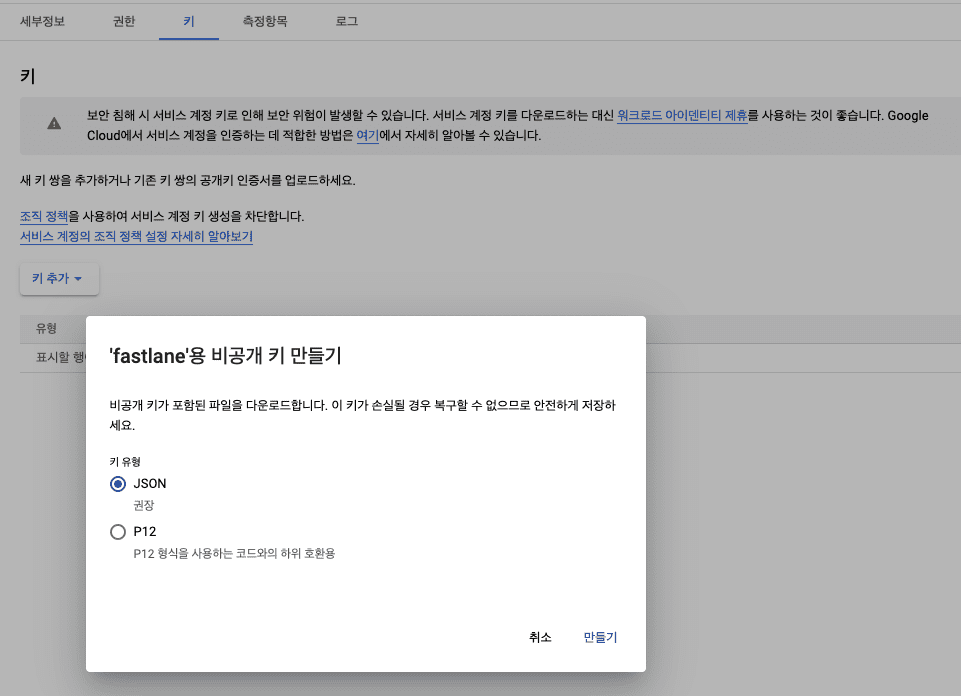 세부정보 권한 키 측정항목 로그
키
보안 침해 시 서비스 계정 키로 인해 보안 위험이 발생할 수 있습니다. 서비스 계정 키를 다운로드하는 대신 워크로드 아이덴티티 제휴를 사용하는 것이 좋습니다. Google
Cloud에서 서비스 계정을 인증하는 데 적합한 방법은 여기에서 자세히 알아볼 수 있습니다.
새 키 쌍을 추가하거나 기존 키 쌍의 공개키 인증서를 업로드하세요.
조직 정책을 사용하여 서비스 계정 키 생성을 차단합니다.
서비스 계정의 조직 정책 설정 자세히 알아보기
키 추가
유형
표시할
'fastlane'용 비공개 키 만들기
비공개 키가 포함된 파일을 다운로드합니다. 이 키가 손실될 경우 복구할 수 없으므로 안전하게 저장하
세요.
키 유형
JSON
권장
P12
P12 형식을 사용하는 코드와의 하위 호환용
취소 만들기